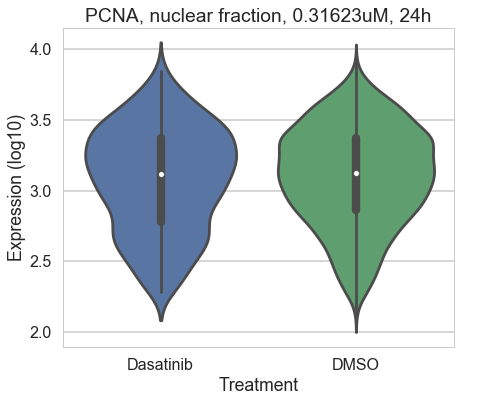 PCNA, nuclear fraction, 0.31623uM, 24h
4.0
3.5
3.0
2.5
2.0
Expression (log10)
Dasatinib DMSO
Treatment